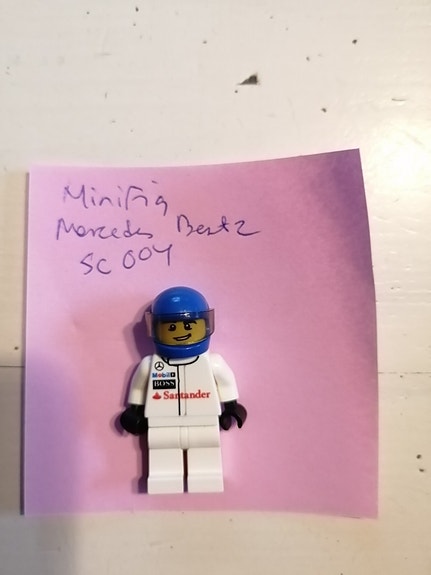 Minifig
Mercedes Bentz
SC 004
Mobil 1
BOSS
Santander